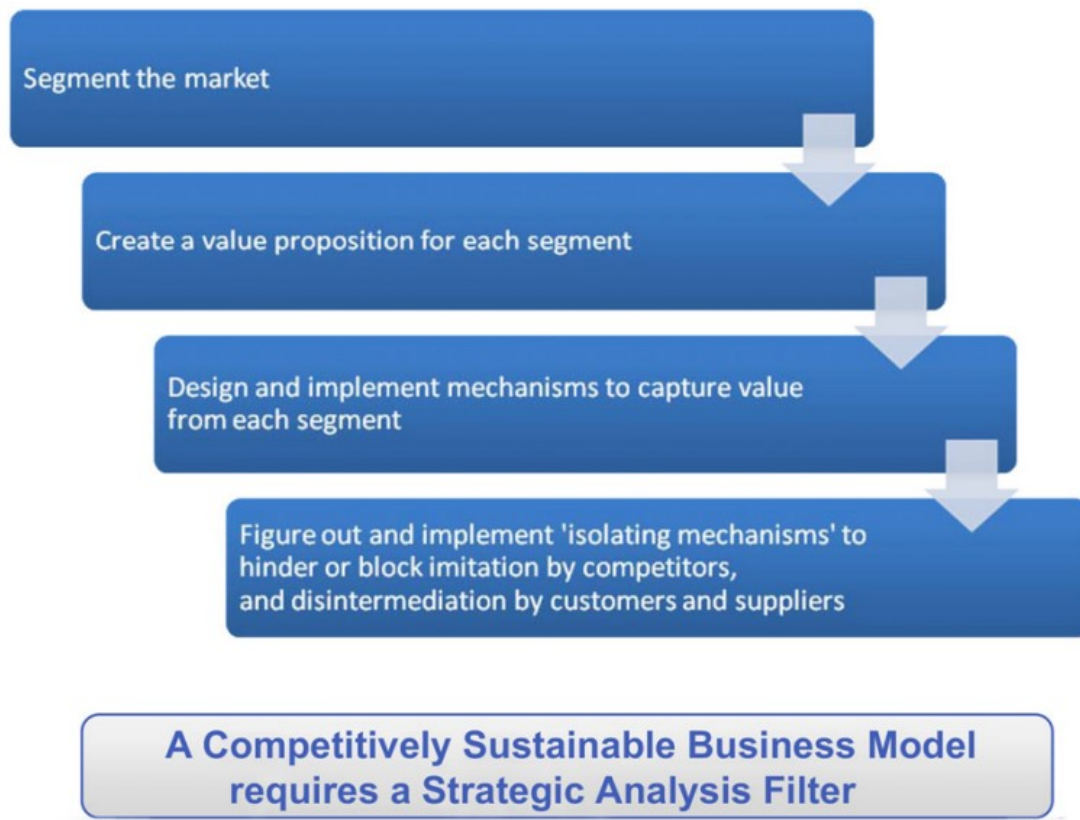 Segment the market
Create a value proposition for each segment
Design and implement mechanisms to capture value
from each segment
Figure out and implement 'isolating mechanisms' to
hinder or block imitation by competitors,
and disintermediation by customers and suppliers
A Competitively Sustainable Business Model
requires a Strategic Analysis Filter